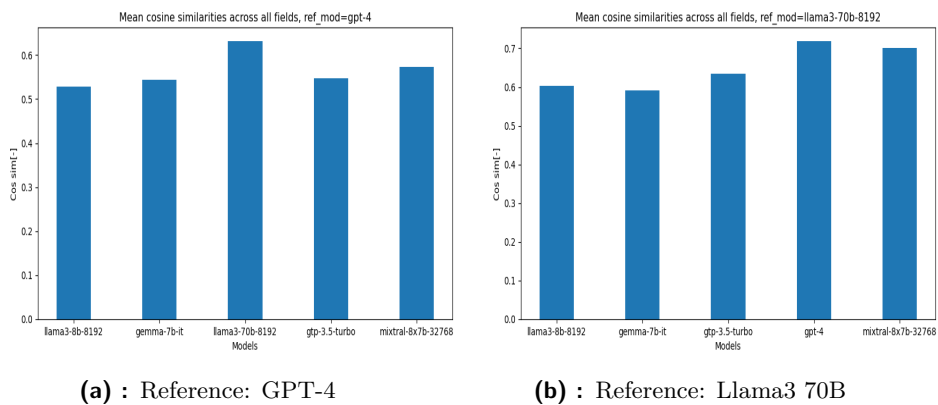 Mean cosine similarities across all fields, ref_mod=gpt-4
0.6
0.5
0.4
0.3
0.2
0.1
0.0
Cos sim[-]
llama3-8b-8192 gemma-7b-it llama3-70b-8192 gtp-3.5-turbo mixtral-8x7b-32768
Models
(a) : Reference: GPT-4
Mean cosine similarities across all fields, ref_mod=llama3-70b-8192
0.7
0.6
0.5
0.4
0.3
0.2
0.1
0.0
Cos sim[-]
llama3-8b-8192 gemma-7b-it gtp-3.5-turbo gpt-4 mixtral-8x7b-32768
Models
(b) : Reference: Llama3 70B